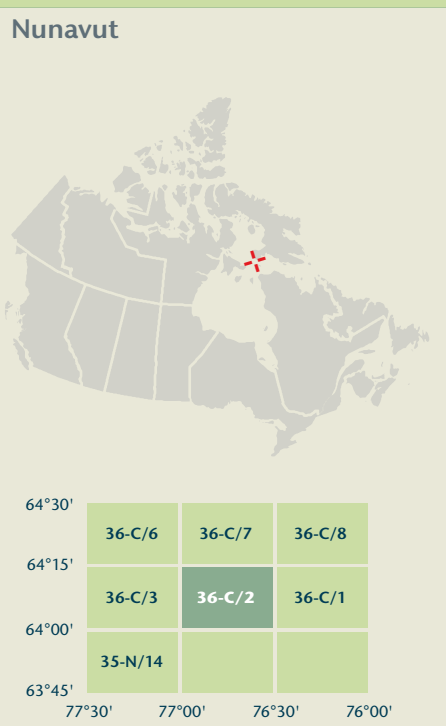 Nunavut
64°30'
36-C/6 36-C/7 36-C/8
64°15'
36-C/3 36-C/2 36-C/1
64°00'
35-N/14
63°45'
77°30' 77°00' 76°30' 76°00'